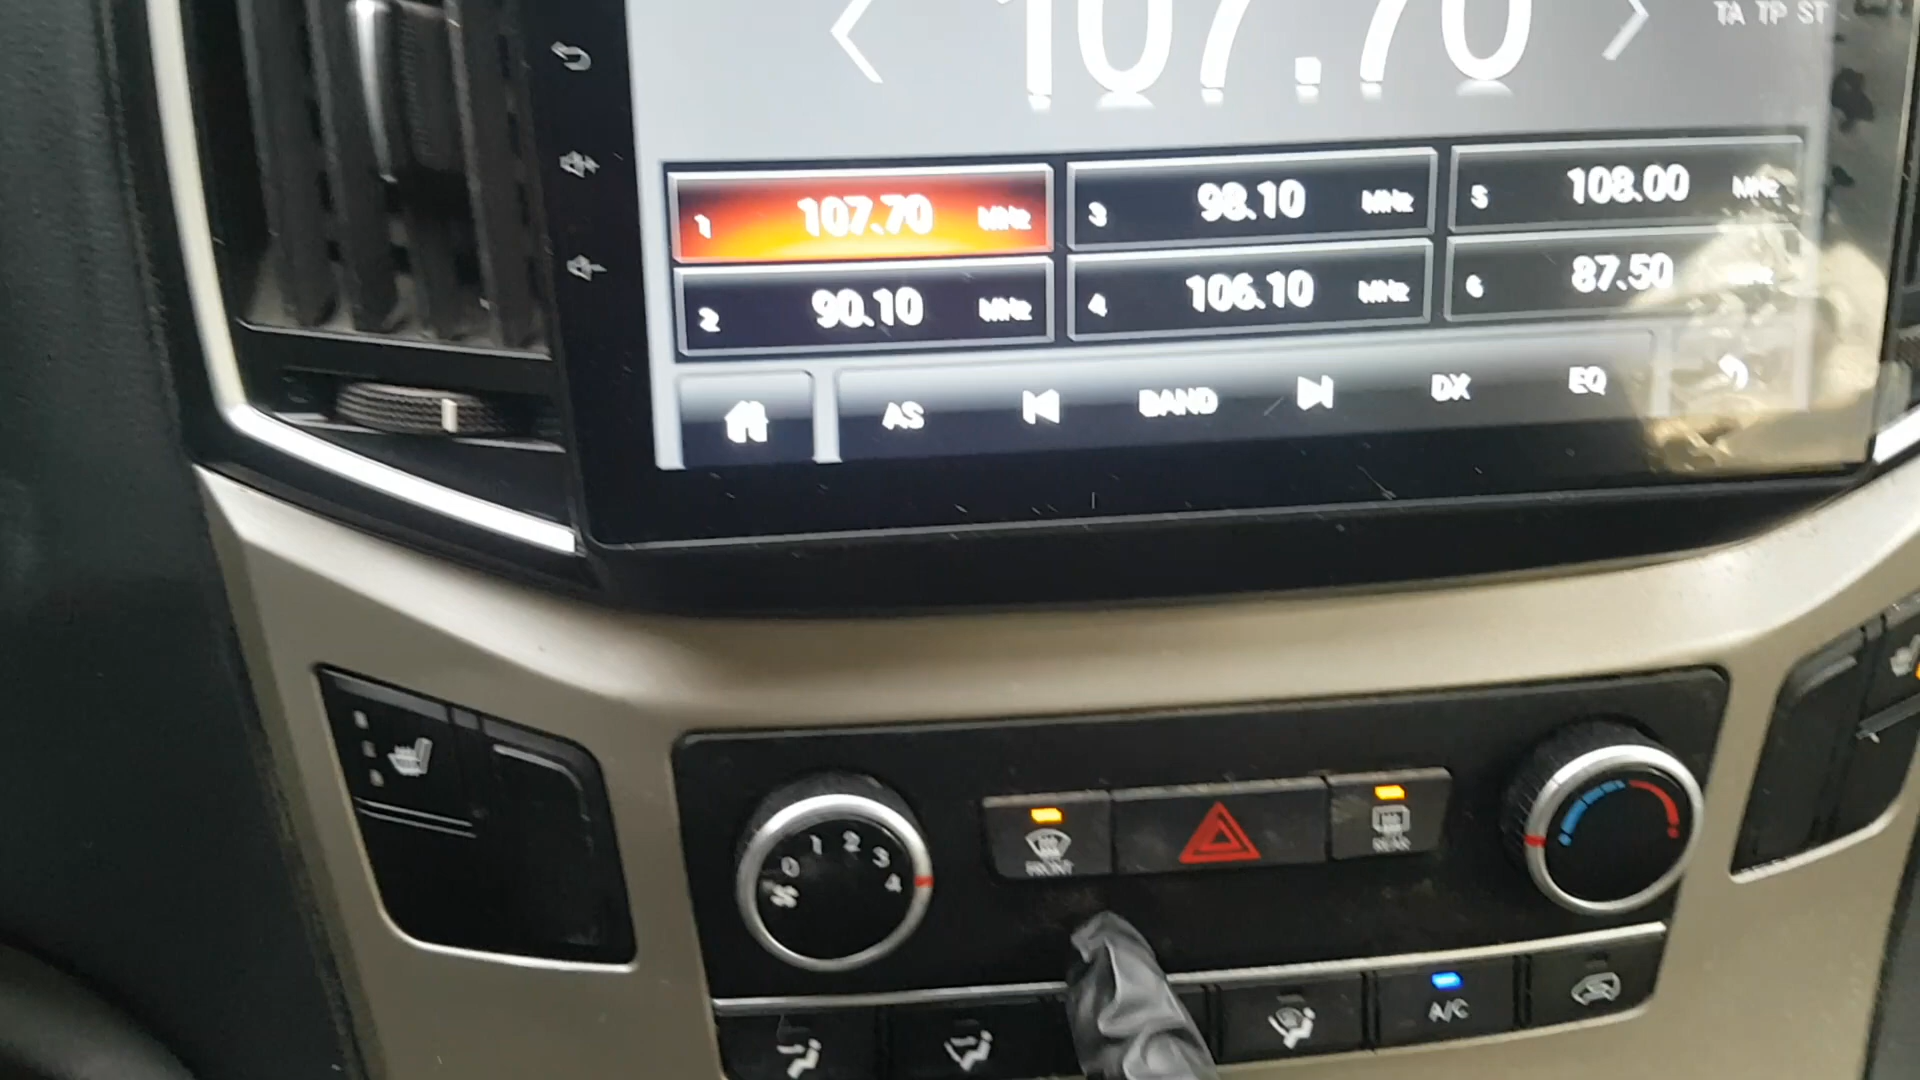 107.70
TA TP ST
1 107.70 MHz
3 98.10 MHz
5 108.00 MHz
2 90.10 MHz
4 106.10 MHz
6 87.50 MHz
AS BAND DX EQ
0 1 2 3 4
FRONT
REAR
A/C